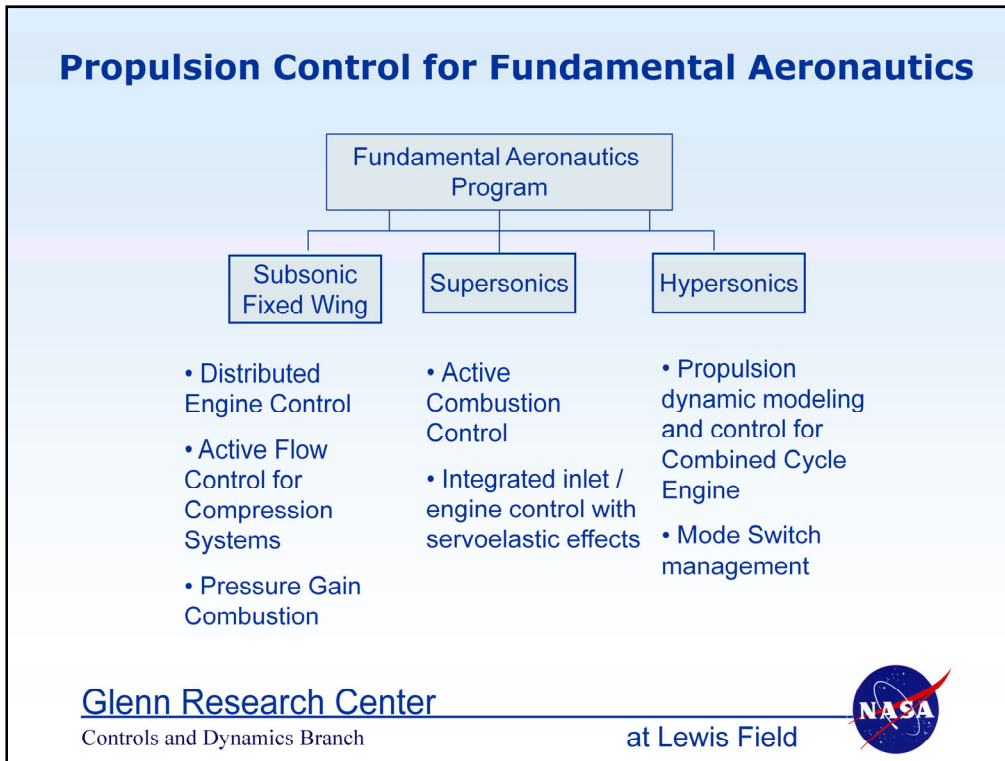 Propulsion Control for Fundamental Aeronautics
Fundamental Aeronautics
Program
Subsonic
Fixed Wing
Supersonics
Hypersonics
• Distributed
Engine Control
• Active Flow
Control for
Compression
Systems
• Pressure Gain
Combustion
• Active
Combustion
Control
• Integrated inlet /
engine control with
servoelastic effects
• Propulsion
dynamic modeling
and control for
Combined Cycle
Engine
• Mode Switch
management
Glenn Research Center
Controls and Dynamics Branch
at Lewis Field
NASA